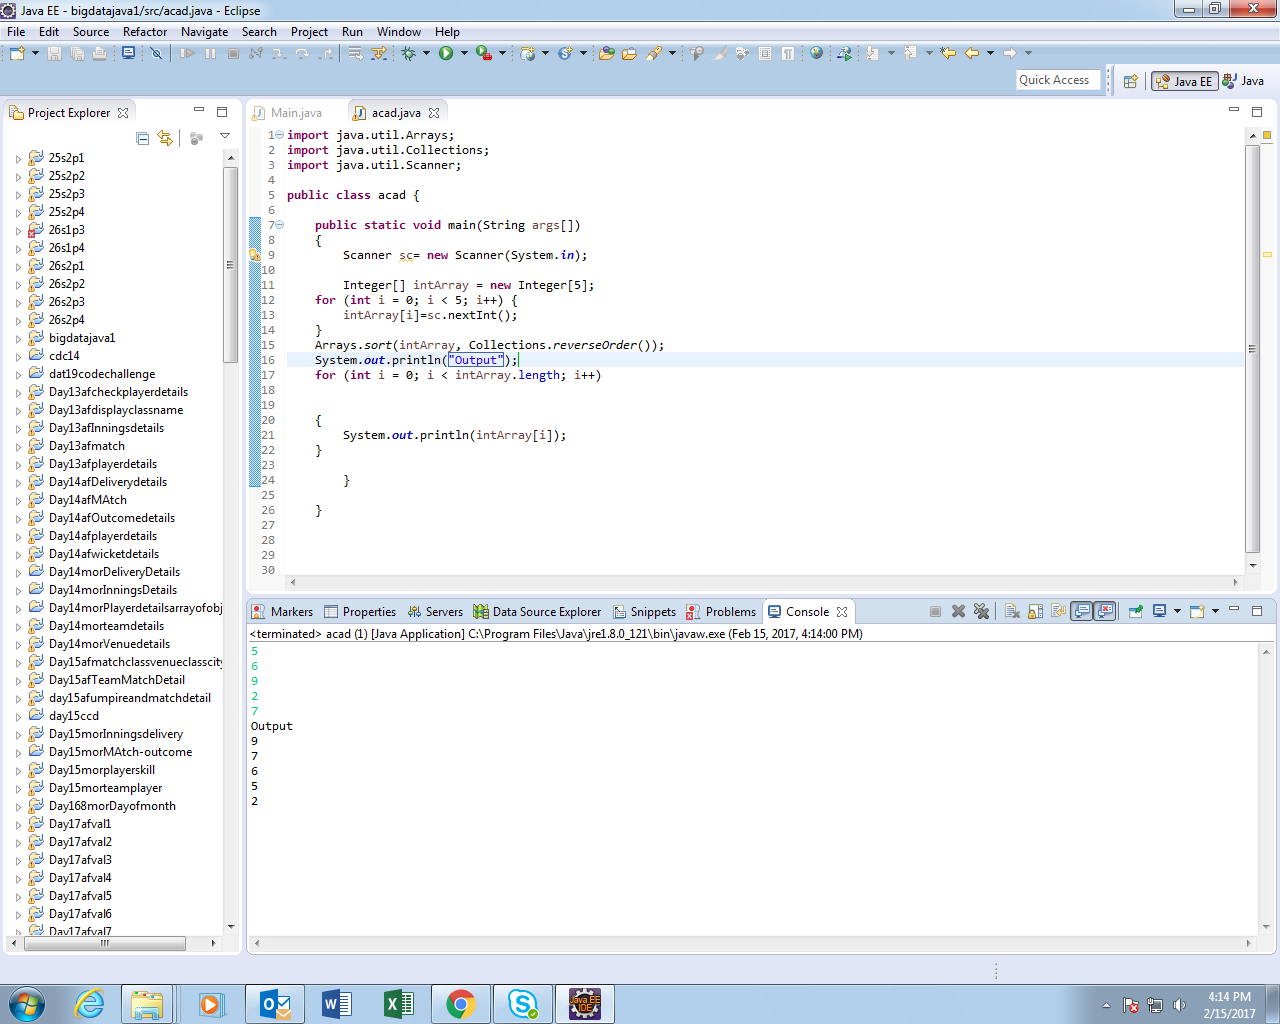 Java EE - bigdatajava1/src/acad.java - Eclipse
File Edit Source Refactor Navigate Search Project Run Window Help
Quick Access Java EE Java
Project Explorer
25s2p1
25s2p2
25s2p3
25s2p4
26s1p3
26s1p4
26s2p1
26s2p2
26s2p3
26s2p4
bigdatajava1
cdc14
dat19codechallenge
Day13afcheckplayerdetails
Day13afdisplayclassname
Day13afInningsdetails
Day13afmatch
Day13afplayerdetails
Day14afDeliverydetails
Day14afMAtch
Day14afOutcomedetails
Day14afplayerdetails
Day14afwicketdetails
Day14morDeliveryDetails
Day14morInningsDetails
Day14morPlayerdetailsarrayofobj
Day14morteamdetails
Day14morVenuedetails
Day15afmatchclassvenueclasscity
Day15afTeamMatchDetail
day15afumpireandmatchdetail
day15ccd
Day15morInningsdelivery
Day15morMAtch-outcome
Day15morplayerskill
Day15morteamplayer
Day168morDayofmonth
Day17afval1
Day17afval2
Day17afval3
Day17afval4
Day17afval5
Day17afval6
Day17afval7
Main.java acad.java
1 import java.util.Arrays;
2 import java.util.Collections;
3 import java.util.Scanner;
4
5 public class acad {
6
7 public static void main(String args[])
8 {
9 Scanner sc= new Scanner(System.in);
10
11 Integer[] intArray = new Integer[5];
12 for (int i = 0; i < 5; i++) {
13 intArray[i]=sc.nextInt();
14 }
15 Arrays.sort(intArray, Collections.reverseOrder());
16 System.out.println("Output");
17 for (int i = 0; i < intArray.length; i++)
18
19
20 {
21 System.out.println(intArray[i]);
22 }
23
24 }
25
26 }
27
28
29
30
Markers Properties Servers Data Source Explorer Snippets Problems Console
<terminated> acad (1) [Java Application] C:\Program Files\Java\jre1.8.0_121\bin\javaw.exe (Feb 15, 2017, 4:14:00 PM)
5
6
9
2
7
Output
9
7
6
5
2
Java EE
IDE
4:14 PM
2/15/2017